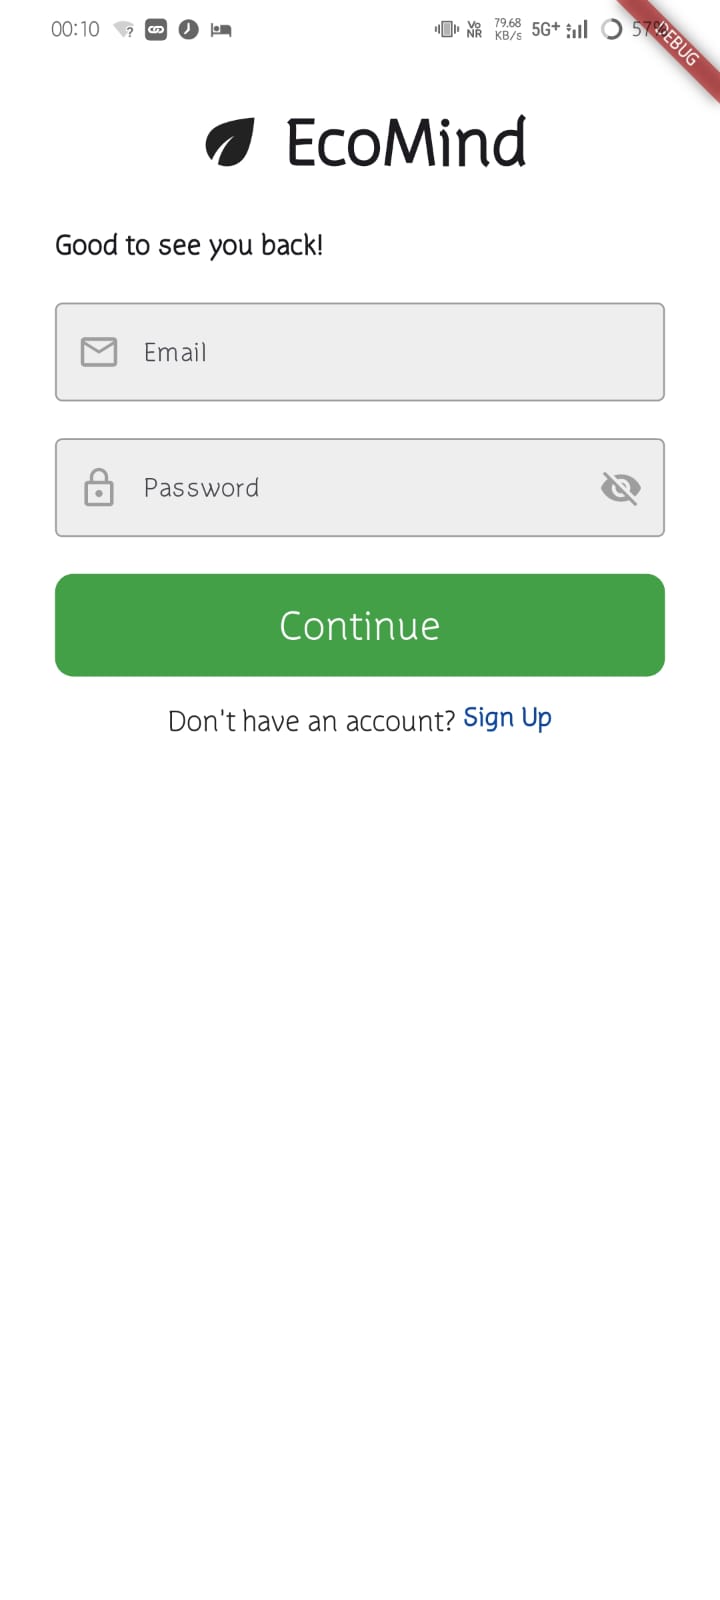 00:10 Vo NR 79.68 KB/s 5G+ 57%
DEBUG
EcoMind
Good to see you back!
Email
Password
Continue
Don't have an account? Sign Up